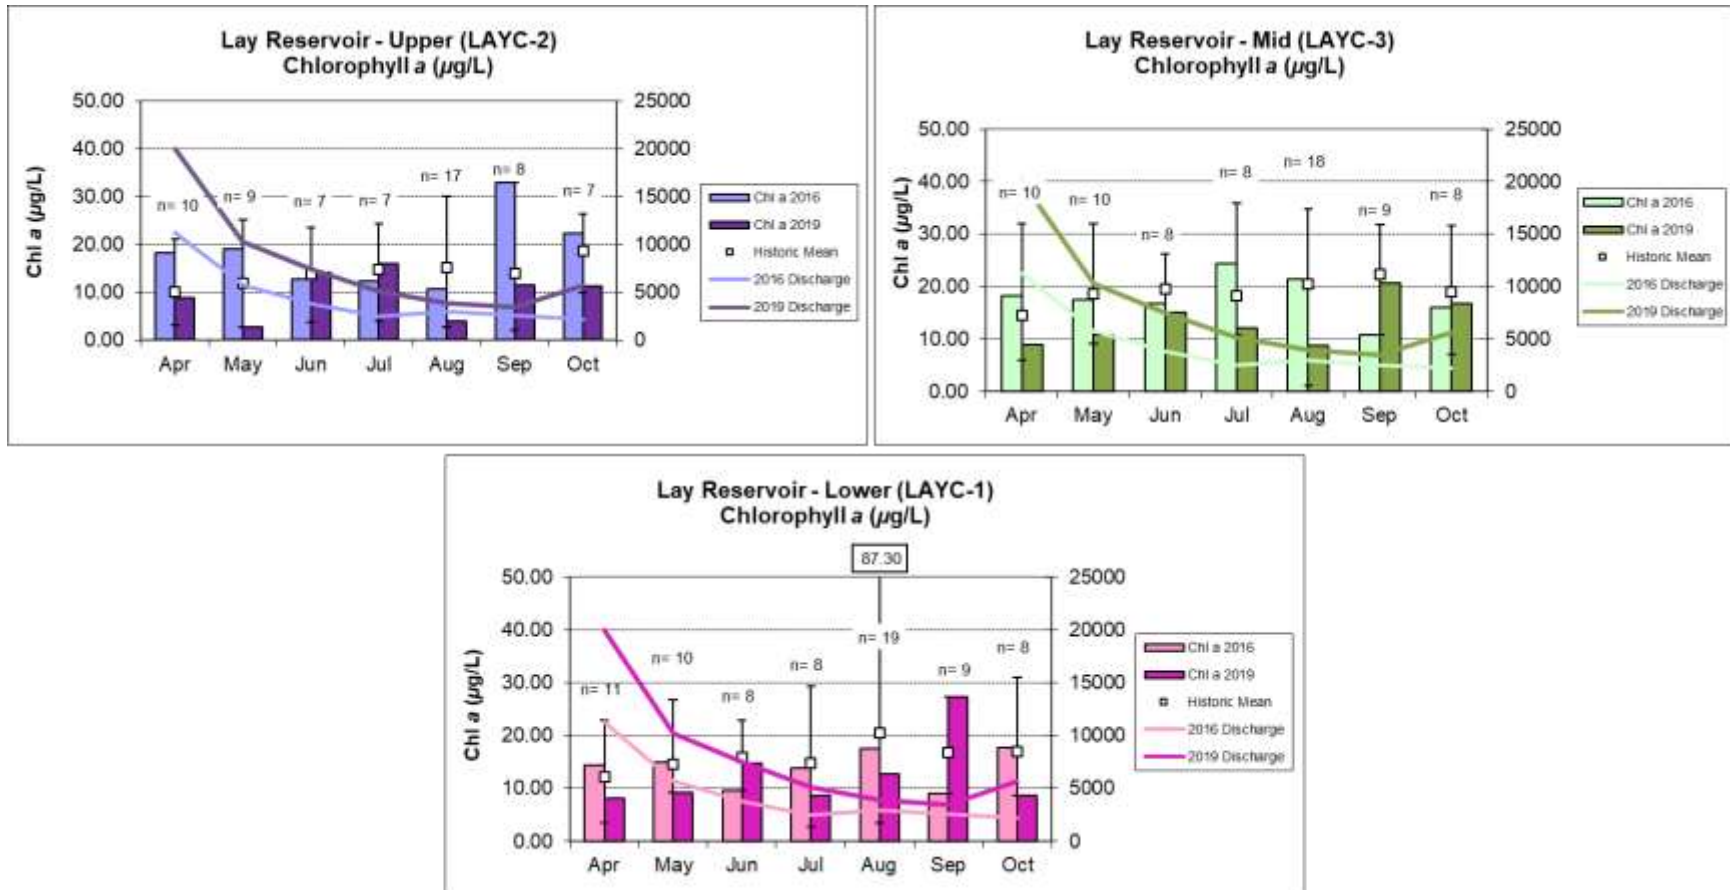 Lay Reservoir - Upper (LAYC-2)
Chlorophyll a (µg/L)
50.00
40.00
30.00
20.00
10.00
0.00
Chl a (µg/L)
25000
20000
15000
10000
5000
0
n= 10
n= 9
n= 7
n= 7
n= 17
n= 8
n= 7
Apr May Jun Jul Aug Sep Oct
Chl a 2016
Chl a 2019
Historic Mean
2016 Discharge
2019 Discharge
Lay Reservoir - Mid (LAYC-3)
Chlorophyll a (µg/L)
50.00
40.00
30.00
20.00
10.00
0.00
Chl a (µg/L)
25000
20000
15000
10000
5000
0
n= 10
n= 10
n= 8
n= 8
n= 18
n= 9
n= 8
Apr May Jun Jul Aug Sep Oct
Chl a 2016
Chl a 2019
Historic Mean
2016 Discharge
2019 Discharge
Lay Reservoir - Lower (LAYC-1)
Chlorophyll a (µg/L)
87.30
50.00
40.00
30.00
20.00
10.00
0.00
Chl a (µg/L)
25000
20000
15000
10000
5000
0
n= 11
n= 10
n= 8
n= 8
n= 19
n= 9
n= 8
Apr May Jun Jul Aug Sep Oct
Chl a 2016
Chl a 2019
Historic Mean
2016 Discharge
2019 Discharge